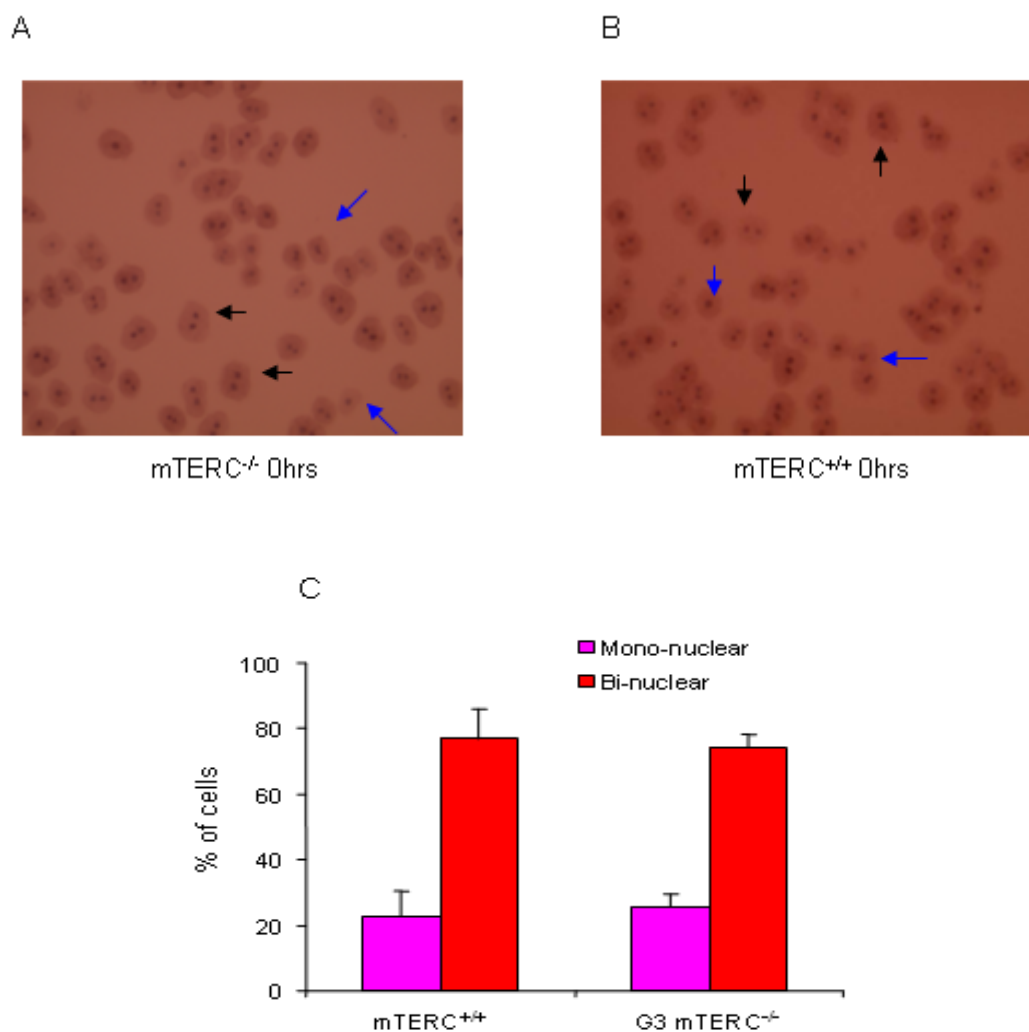 A
B
mTERC⁻/⁻ 0hrs
mTERC⁺/⁺ 0hrs
C
Mono-nuclear
Bi-nuclear
% of cells
100
80
60
40
20
0
mTERC⁺/⁺
G3 mTERC⁻/⁻